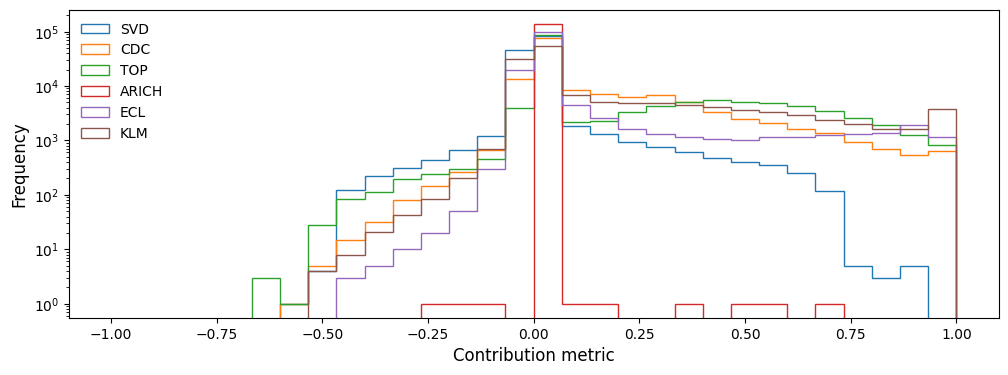 SVD
CDC
TOP
ARICH
ECL
KLM
Frequency
10⁵
10⁴
10³
10²
10¹
10⁰
−1.00 −0.75 −0.50 −0.25 0.00 0.25 0.50 0.75 1.00
Contribution metric